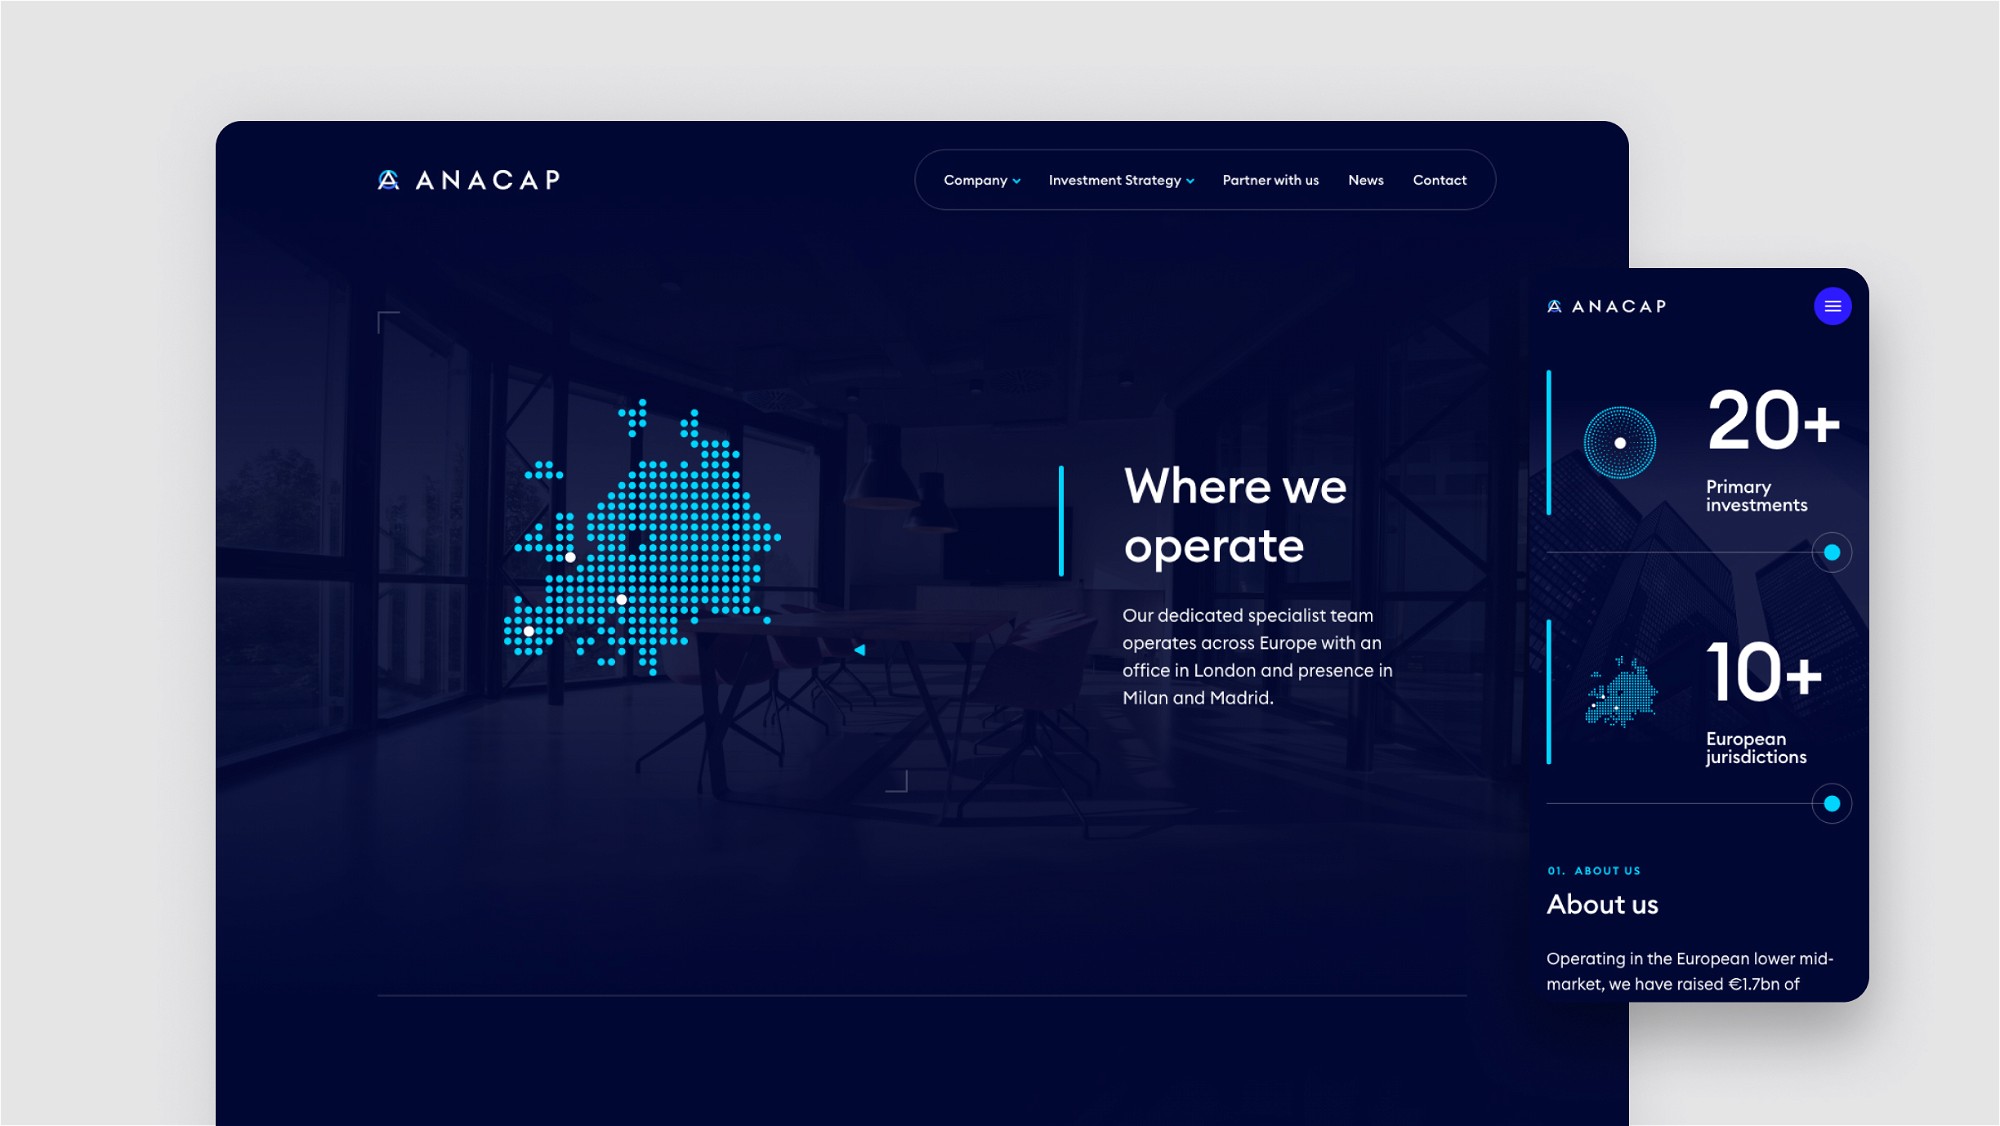 ANACAP
Company
Investment Strategy
Partner with us
News
Contact
Where we
operate
Our dedicated specialist team
operates across Europe with an
office in London and presence in
Milan and Madrid.
ANACAP
20+
Primary
investments
10+
European
jurisdictions
01. ABOUT US
About us
Operating in the European lower mid-
market, we have raised €1.7bn of